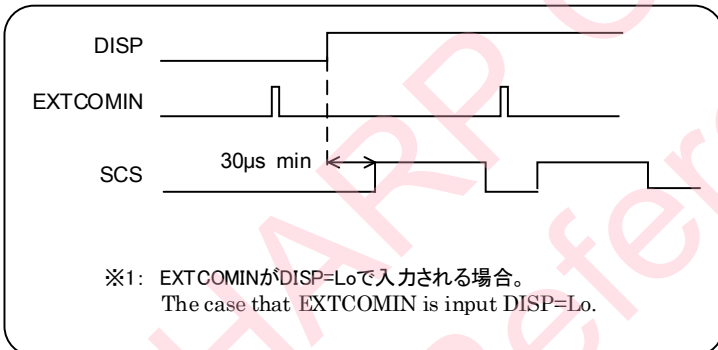 DISP
EXTCOMIN
SCS
30µs min
※1: EXTCOMINがDISP=Loで入力される場合。
The case that EXTCOMIN is input DISP=Lo.